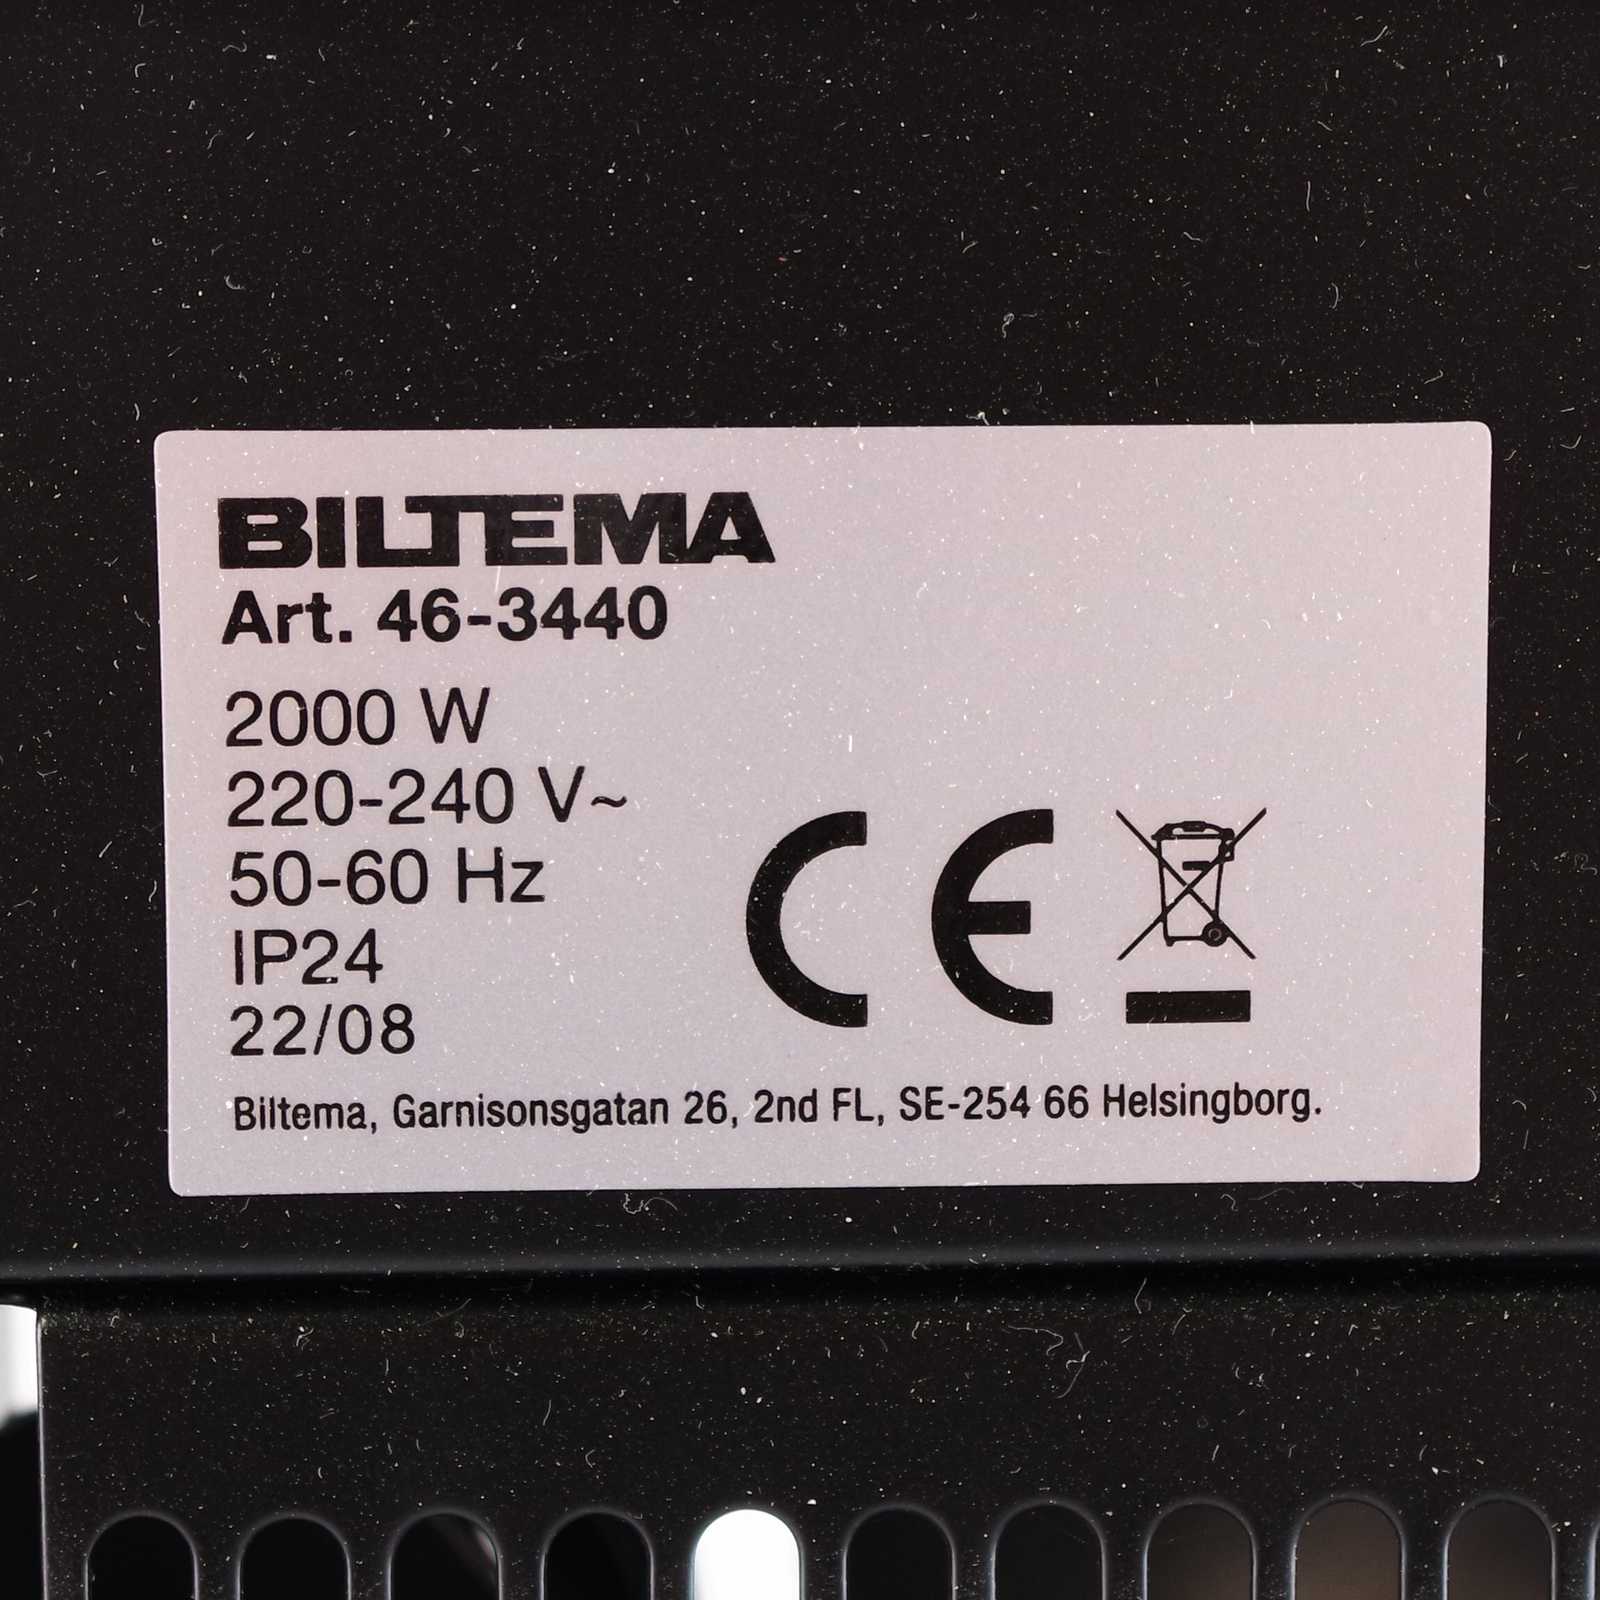 BILTEMA
Art. 46-3440
2000 W
220-240 V~
50-60 Hz
IP24
22/08
CE
Biltema, Garnisonsgatan 26, 2nd FL, SE-254 66 Helsingborg.